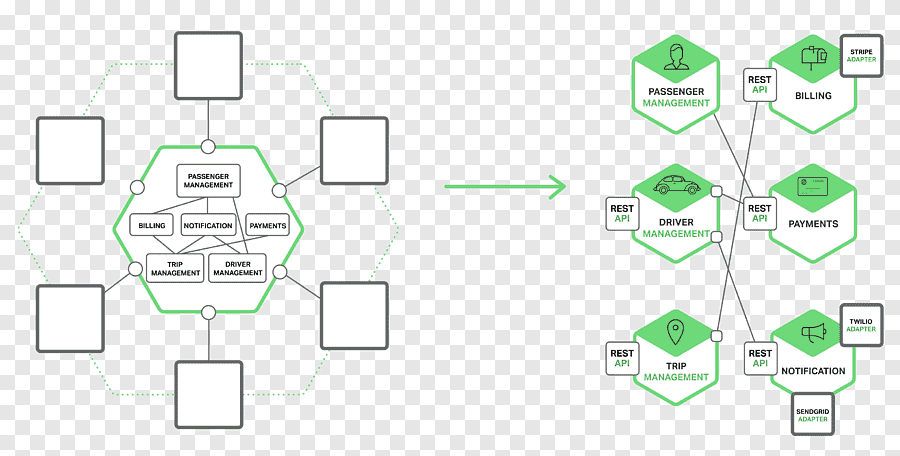 PASSENGER
MANAGEMENT
BILLING
NOTIFICATION
PAYMENTS
TRIP
MANAGEMENT
DRIVER
MANAGEMENT
PASSENGER
MANAGEMENT
REST
API
BILLING
STRIPE
ADAPTER
REST
API
DRIVER
MANAGEMENT
REST
API
PAYMENTS
REST
API
TRIP
MANAGEMENT
REST
API
NOTIFICATION
TWILIO
ADAPTER
SENDGRID
ADAPTER